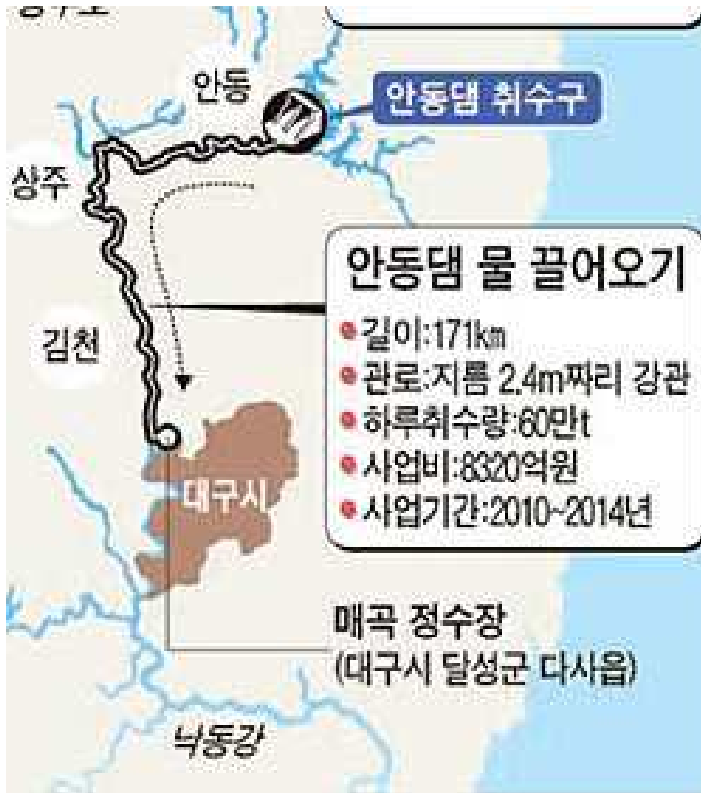 안동
안동댐 취수구
상주
안동댐 물 끌어오기
길이:171km
김천
관로:지름 2.4m짜리 강관
하루취수량:60만t
사업비:8320억원
대구시
사업기간:2010~2014년
매곡 정수장
(대구시 달성군 다사읍)
낙동강